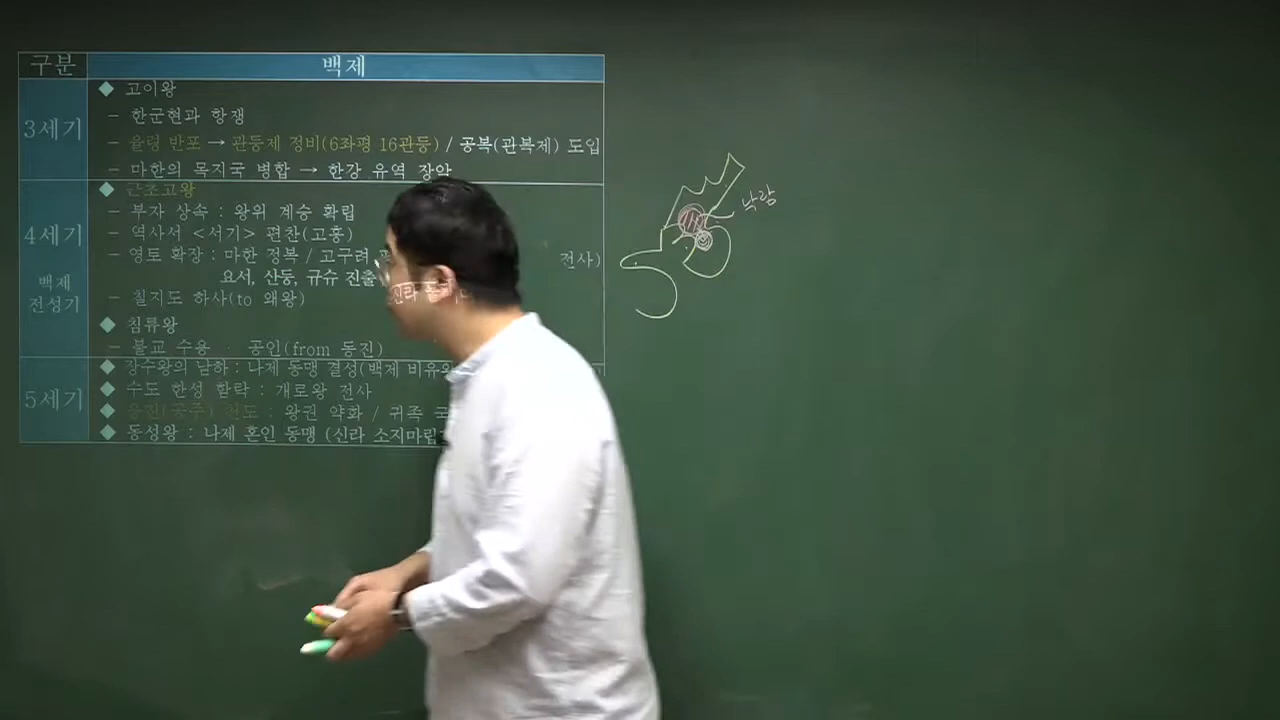 구분 백제
3세기
◆ 고이왕
- 한군현과 항쟁
- 율령 반포 → 관등제 정비(6좌평 16관등) / 공복(관복제) 도입
- 마한의 목지국 병합 → 한강 유역 장악
4세기
백제
전성기
◆ 근초고왕
- 부자 상속 : 왕위 계승 확립
- 역사서 <서기> 편찬(고흥)
- 영토 확장 : 마한 정복 / 고구려 전사)
요서, 산둥, 규슈 진출
- 칠지도 하사(to 왜왕)
◆ 침류왕
- 불교 수용 · 공인(from 동진)
5세기
◆ 장수왕의 남하 : 나제 동맹 결성(백제 비유왕
◆ 수도 한성 함락 : 개로왕 전사
◆ 웅진(공주) 천도 : 왕권 약화 / 귀족 국
◆ 동성왕 : 나제 혼인 동맹 (신라 소지마립
낙랑